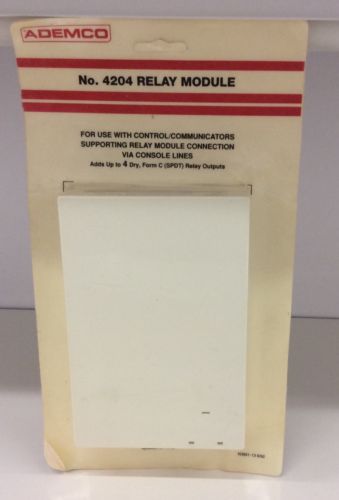 ADEMCO
No. 4204 RELAY MODULE
FOR USE WITH CONTROL/COMMUNICATORS
SUPPORTING RELAY MODULE CONNECTION
VIA CONSOLE LINES
Adds Up to 4 Dry, Form C (SPDT) Relay Outputs